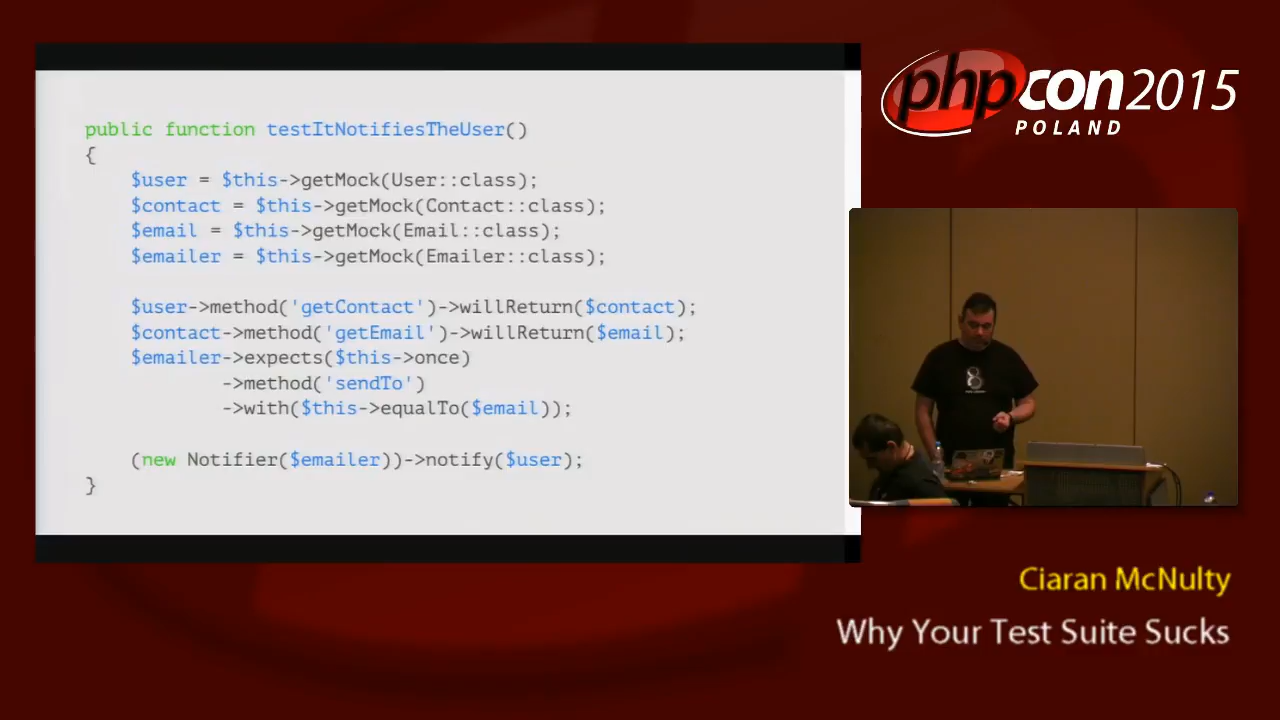 public function testItNotifiesTheUser()
{
$user = $this->getMock(User::class);
$contact = $this->getMock(Contact::class);
$email = $this->getMock(Email::class);
$emailer = $this->getMock(Emailer::class);
$user->method('getContact')->willReturn($contact);
$contact->method('getEmail')->willReturn($email);
$emailer->expects($this->once)
->method('sendTo')
->with($this->equalTo($email));
(new Notifier($emailer))->notify($user);
}
phpcon 2015
POLAND
Ciaran McNulty
Why Your Test Suite Sucks